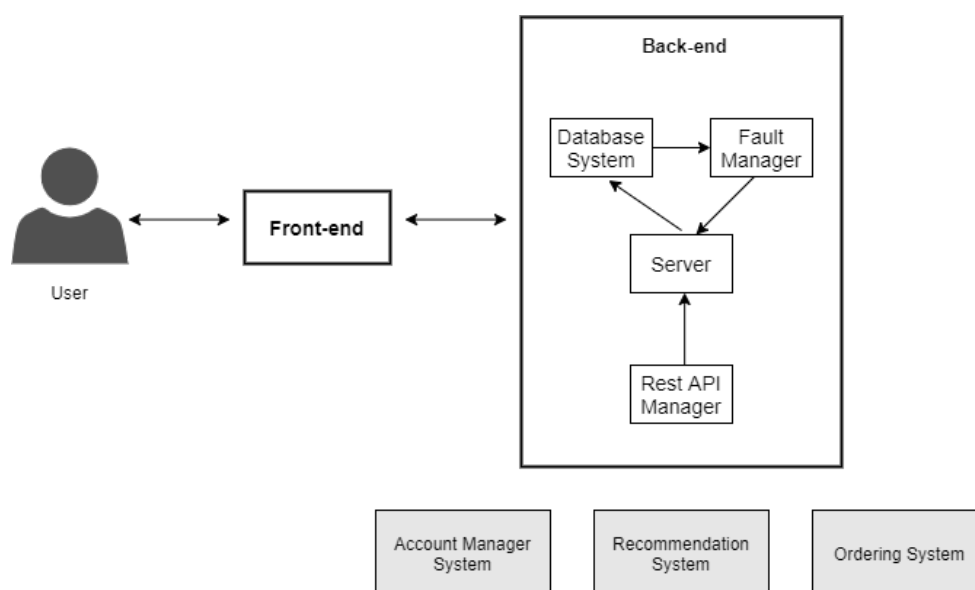 Back-end
Database
System
Fault
Manager
Front-end
Server
User
Rest API
Manager
Account Manager
System
Recommendation
System
Ordering System